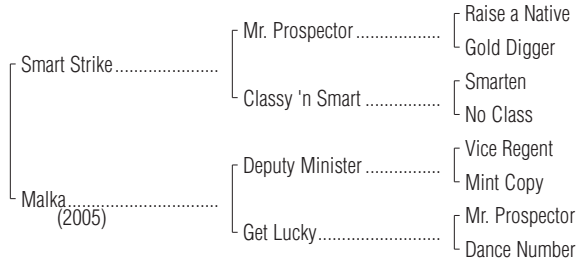 Raise a Native
Mr. Prospector
Gold Digger
Smart Strike
Smarten
Classy 'n Smart
No Class
Vice Regent
Deputy Minister
Mint Copy
Malka
(2005)
Mr. Prospector
Get Lucky
Dance Number